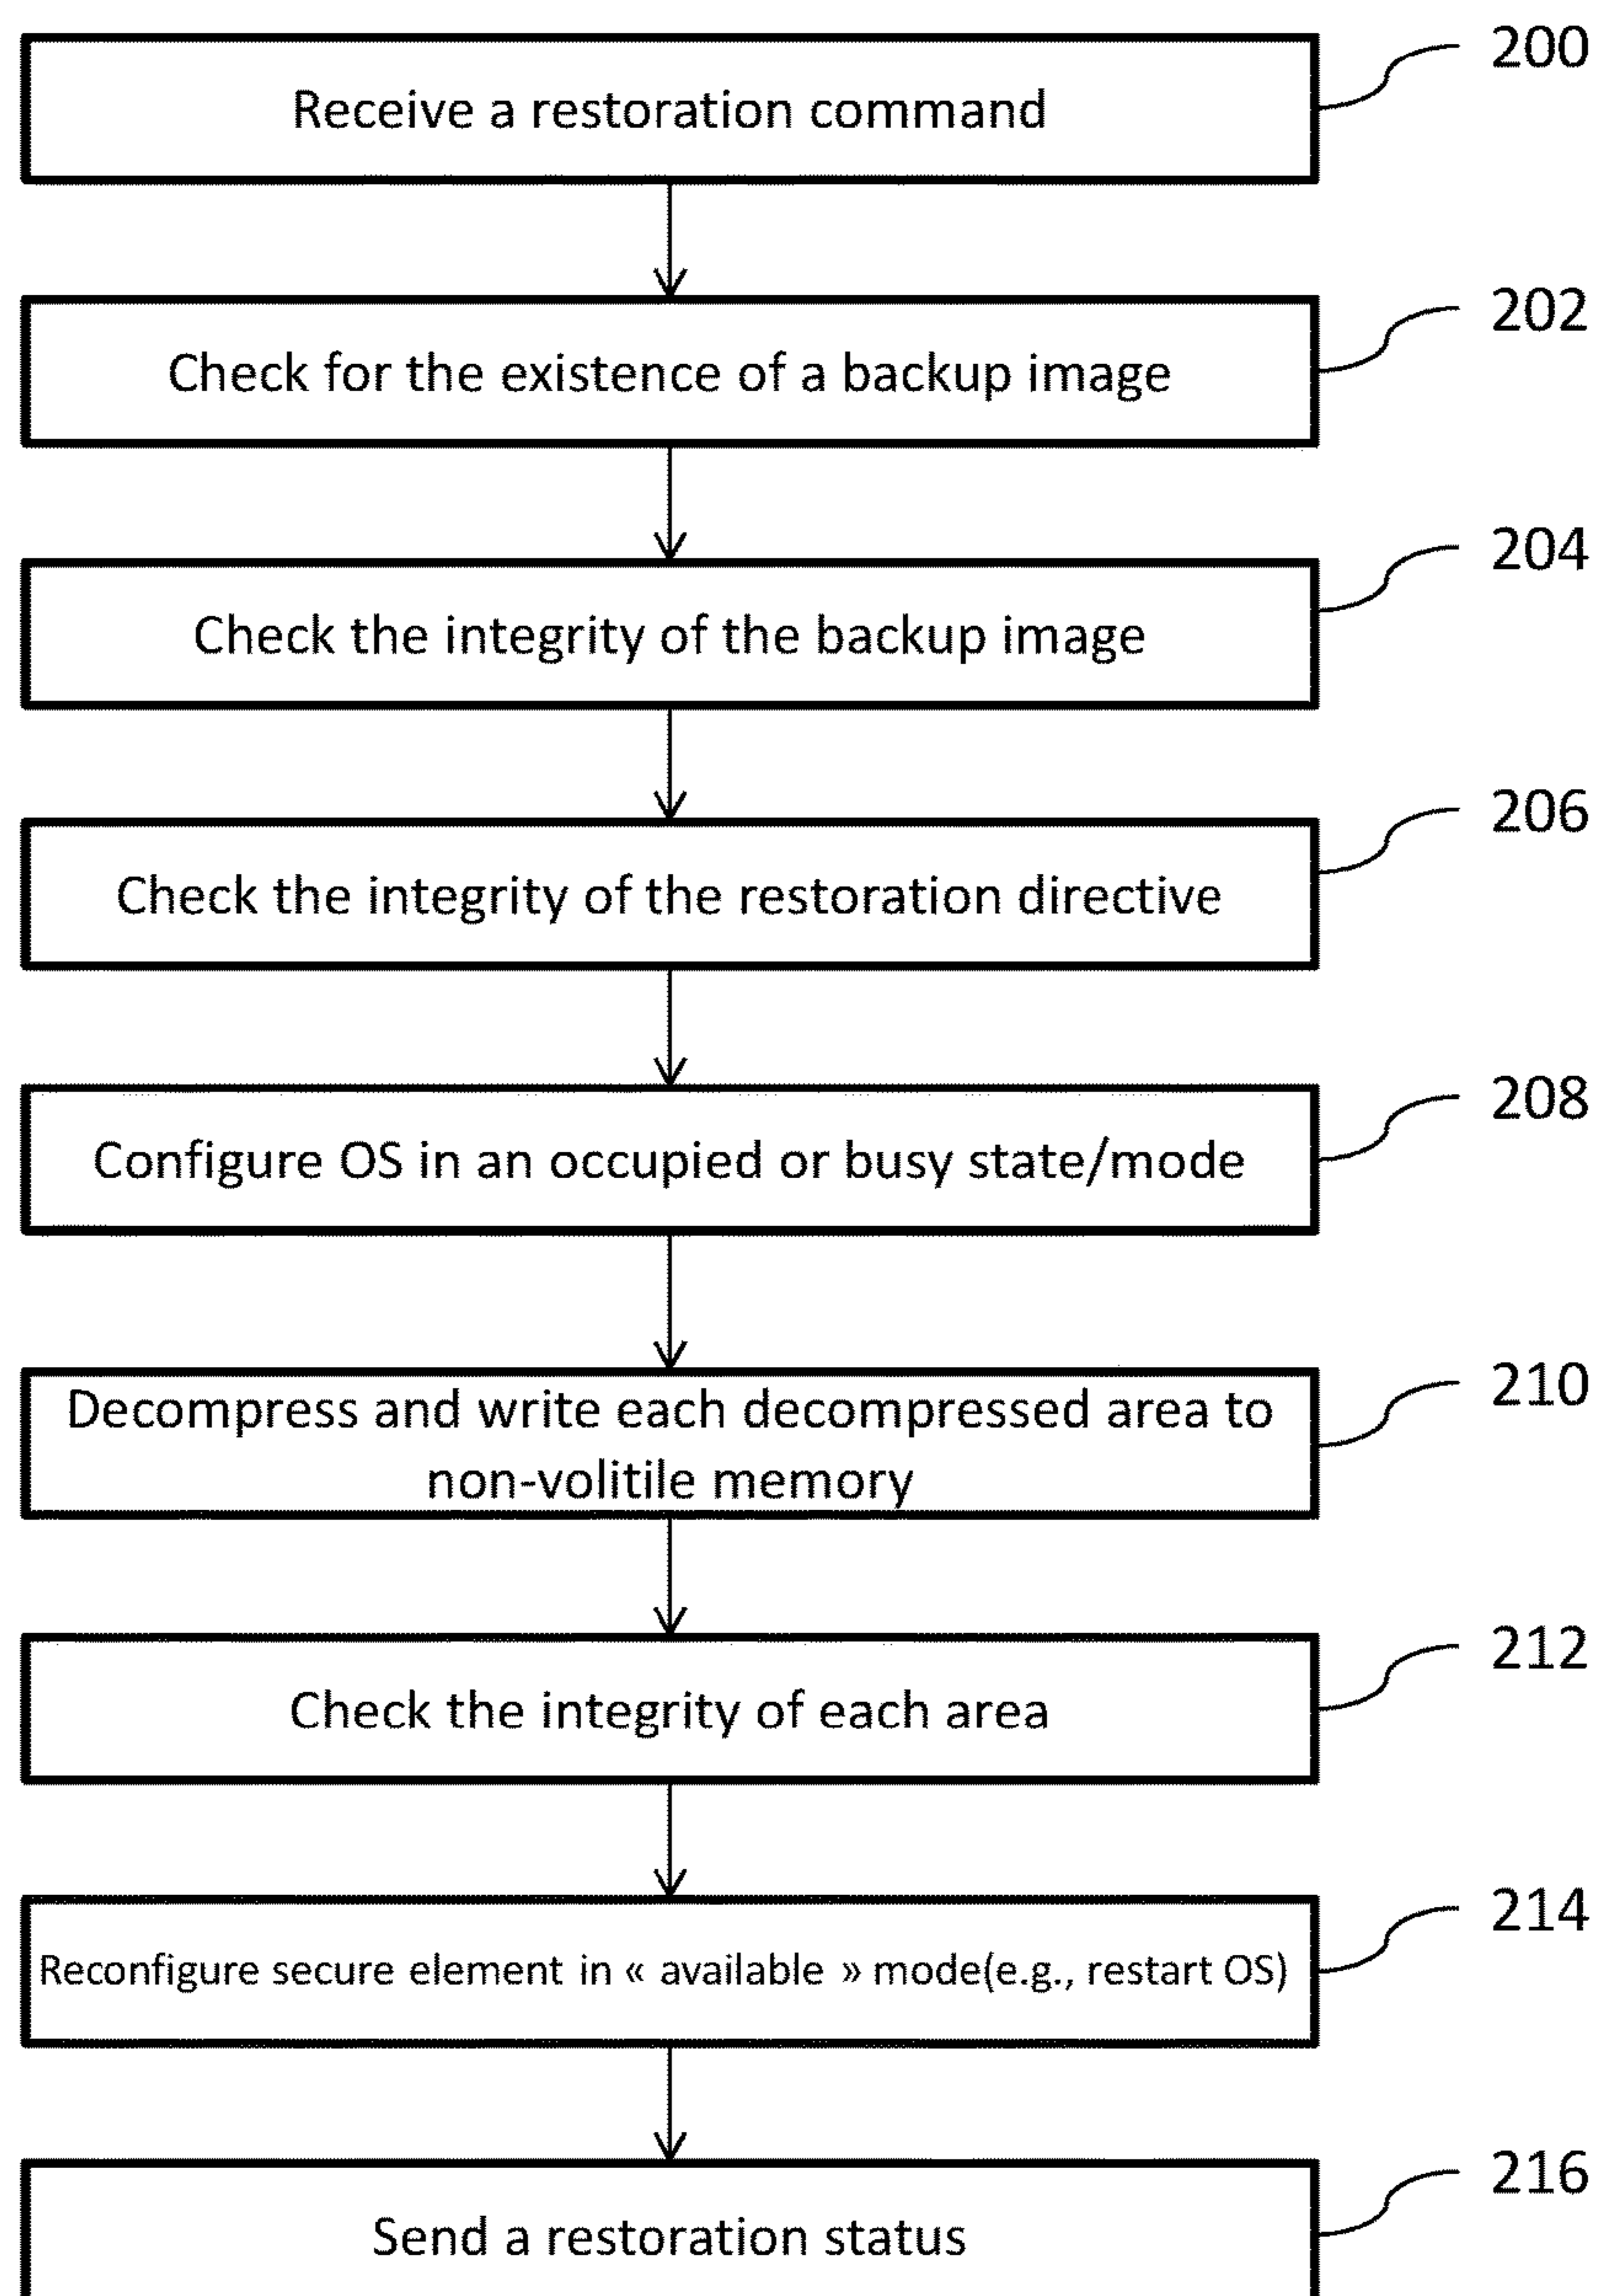 200
Receive a restoration command
202
Check for the existence of a backup image
204
Check the integrity of the backup image
206
Check the integrity of the restoration directive
208
Configure OS in an occupied or busy state/mode
210
Decompress and write each decompressed area to
non-volitile memory
212
Check the integrity of each area
214
Reconfigure secure element in « available » mode(e.g., restart OS)
216
Send a restoration status